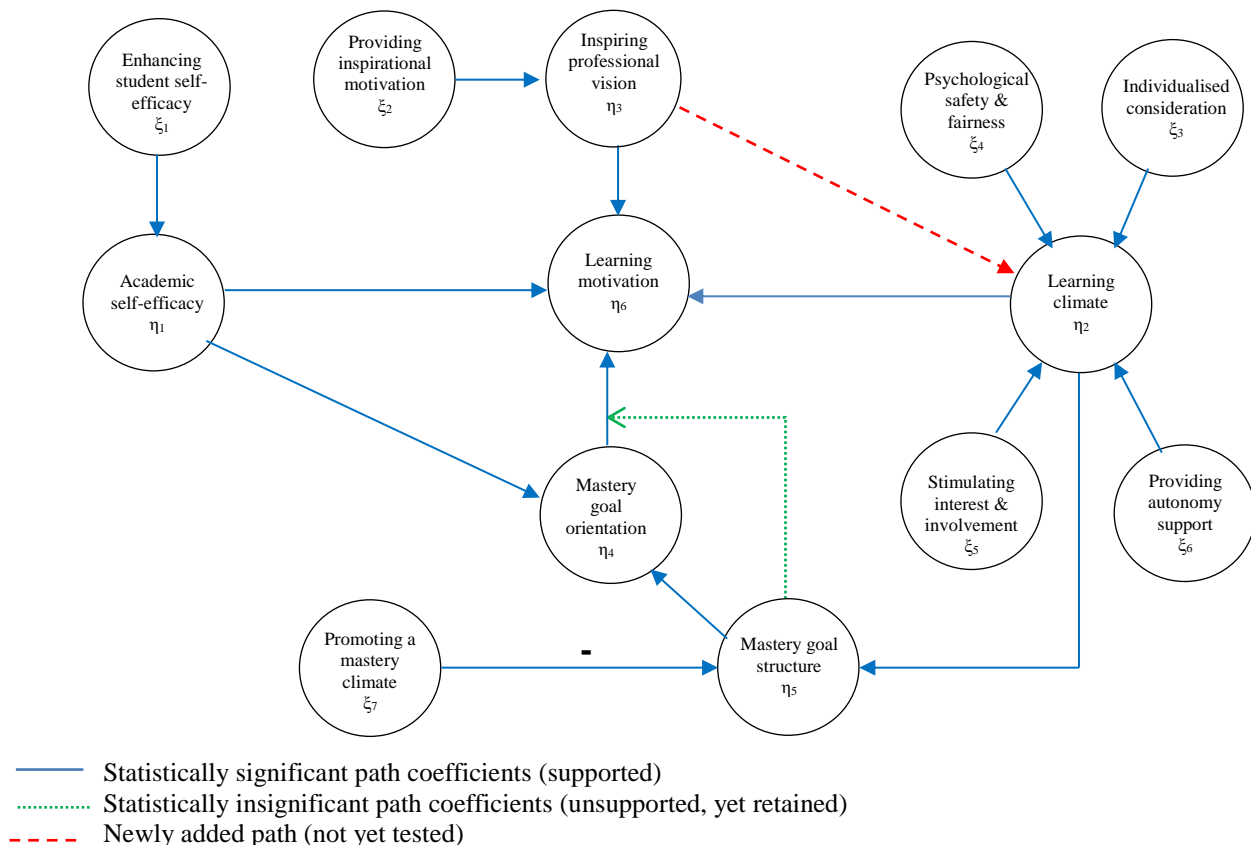 Enhancing
student self-
efficacy
ξ1
Providing
inspirational
motivation
ξ2
Inspiring
professional
vision
η3
Psychological
safety &
fairness
ξ4
Individualised
consideration
ξ3
Academic
self-efficacy
η1
Learning
motivation
η6
Learning
climate
η2
Mastery
goal
orientation
η4
Stimulating
interest &
involvement
ξ5
Providing
autonomy
support
ξ6
Promoting a
mastery
climate
ξ7
-
Mastery goal
structure
η5
Statistically significant path coefficients (supported)
Statistically insignificant path coefficients (unsupported, yet retained)
Newly added path (not yet tested)